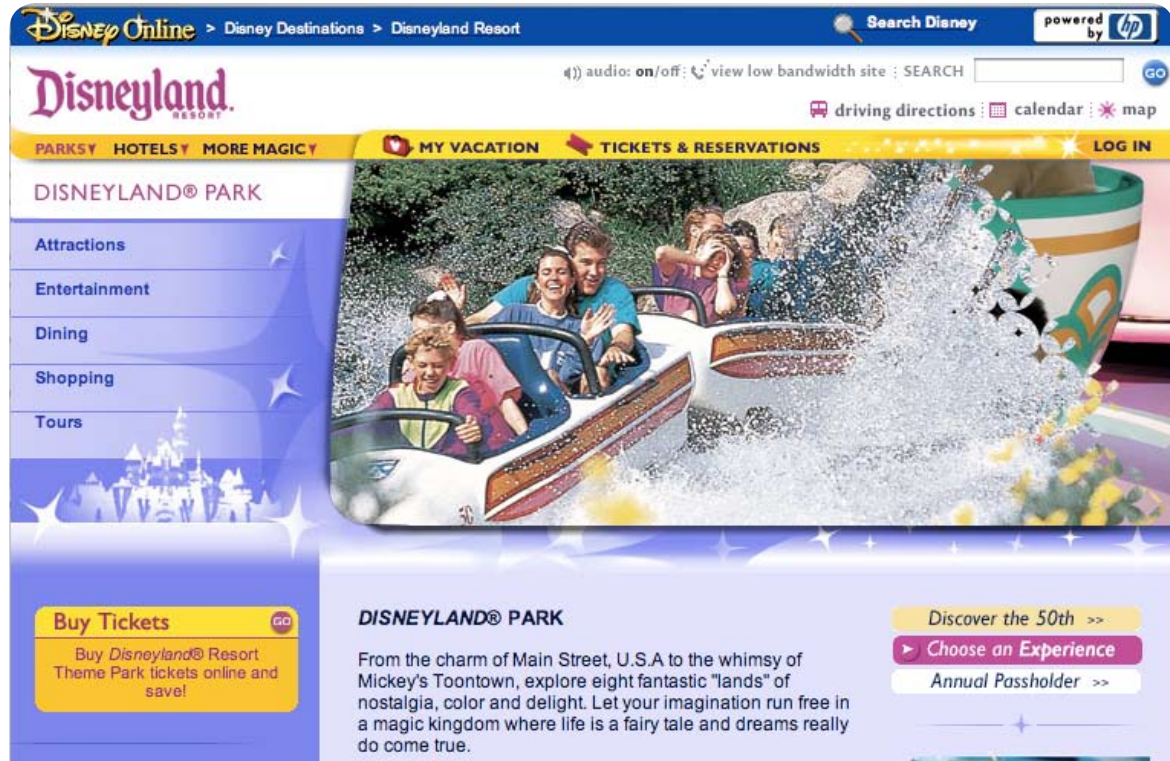 Disney Online > Disney Destinations > Disneyland Resort
Search Disney
powered by hp
Disneyland.
RESORT
audio: on/off view low bandwidth site SEARCH GO
driving directions calendar map
PARKS HOTELS MORE MAGIC MY VACATION TICKETS & RESERVATIONS LOG IN
DISNEYLAND® PARK
Attractions
Entertainment
Dining
Shopping
Tours
Buy Tickets GO
Buy Disneyland® Resort
Theme Park tickets online and
save!
DISNEYLAND® PARK
From the charm of Main Street, U.S.A to the whimsy of
Mickey's Toontown, explore eight fantastic "lands" of
nostalgia, color and delight. Let your imagination run free in
a magic kingdom where life is a fairy tale and dreams really
do come true.
Discover the 50th >>
Choose an Experience
Annual Passholder >>